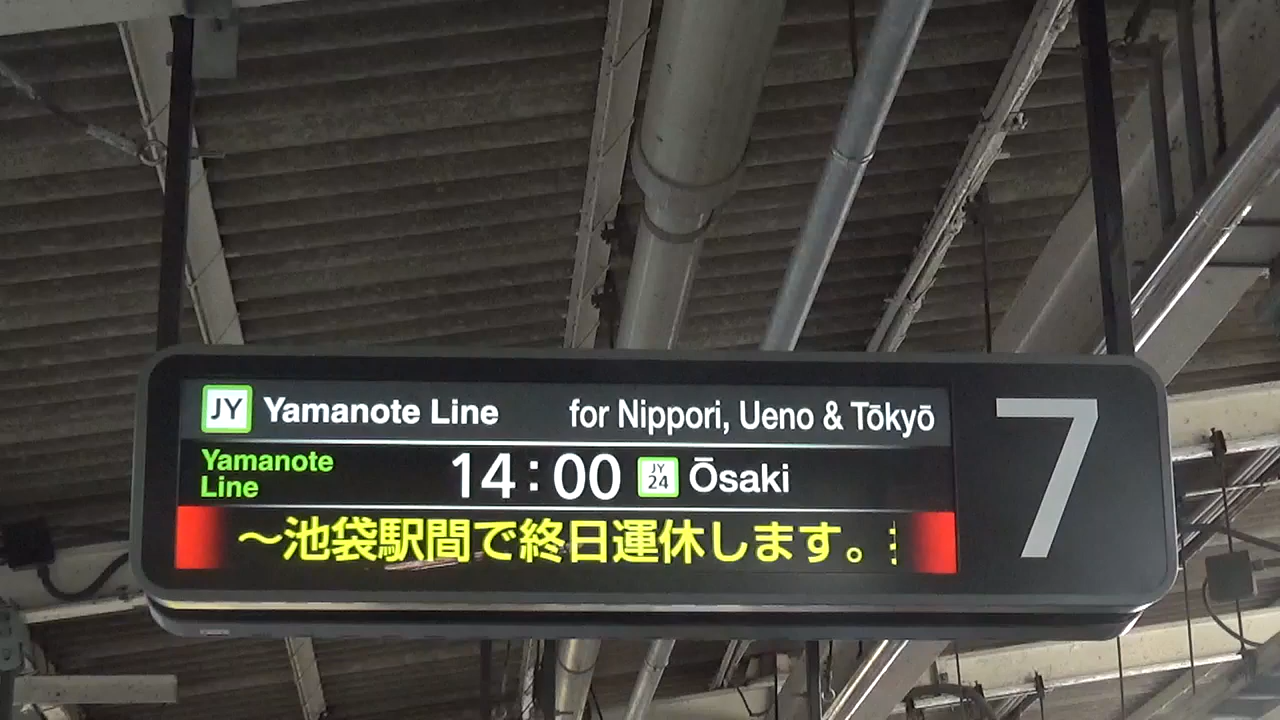 JY Yamanote Line for Nippori, Ueno & Tōkyō
Yamanote Line 14:00 JY 24 Ōsaki
～池袋駅間で終日運休します。
7